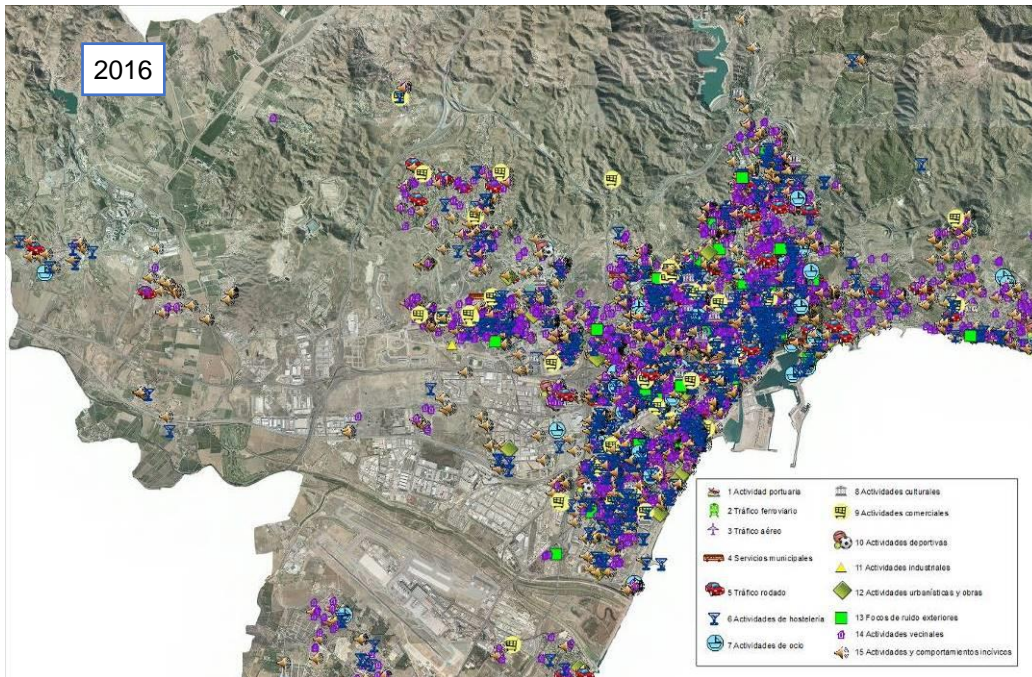 2016
1 Actividad portuaria
2 Tráfico ferroviario
3 Tráfico aéreo
4 Servicios municipales
5 Tráfico rodado
6 Actividades de hostelería
7 Actividades de ocio
8 Actividades culturales
9 Actividades comerciales
10 Actividades deportivas
11 Actividades industriales
12 Actividades urbanísticas y obras
13 Focos de ruido exteriores
14 Actividades vecinales
15 Actividades y comportamientos incívicos